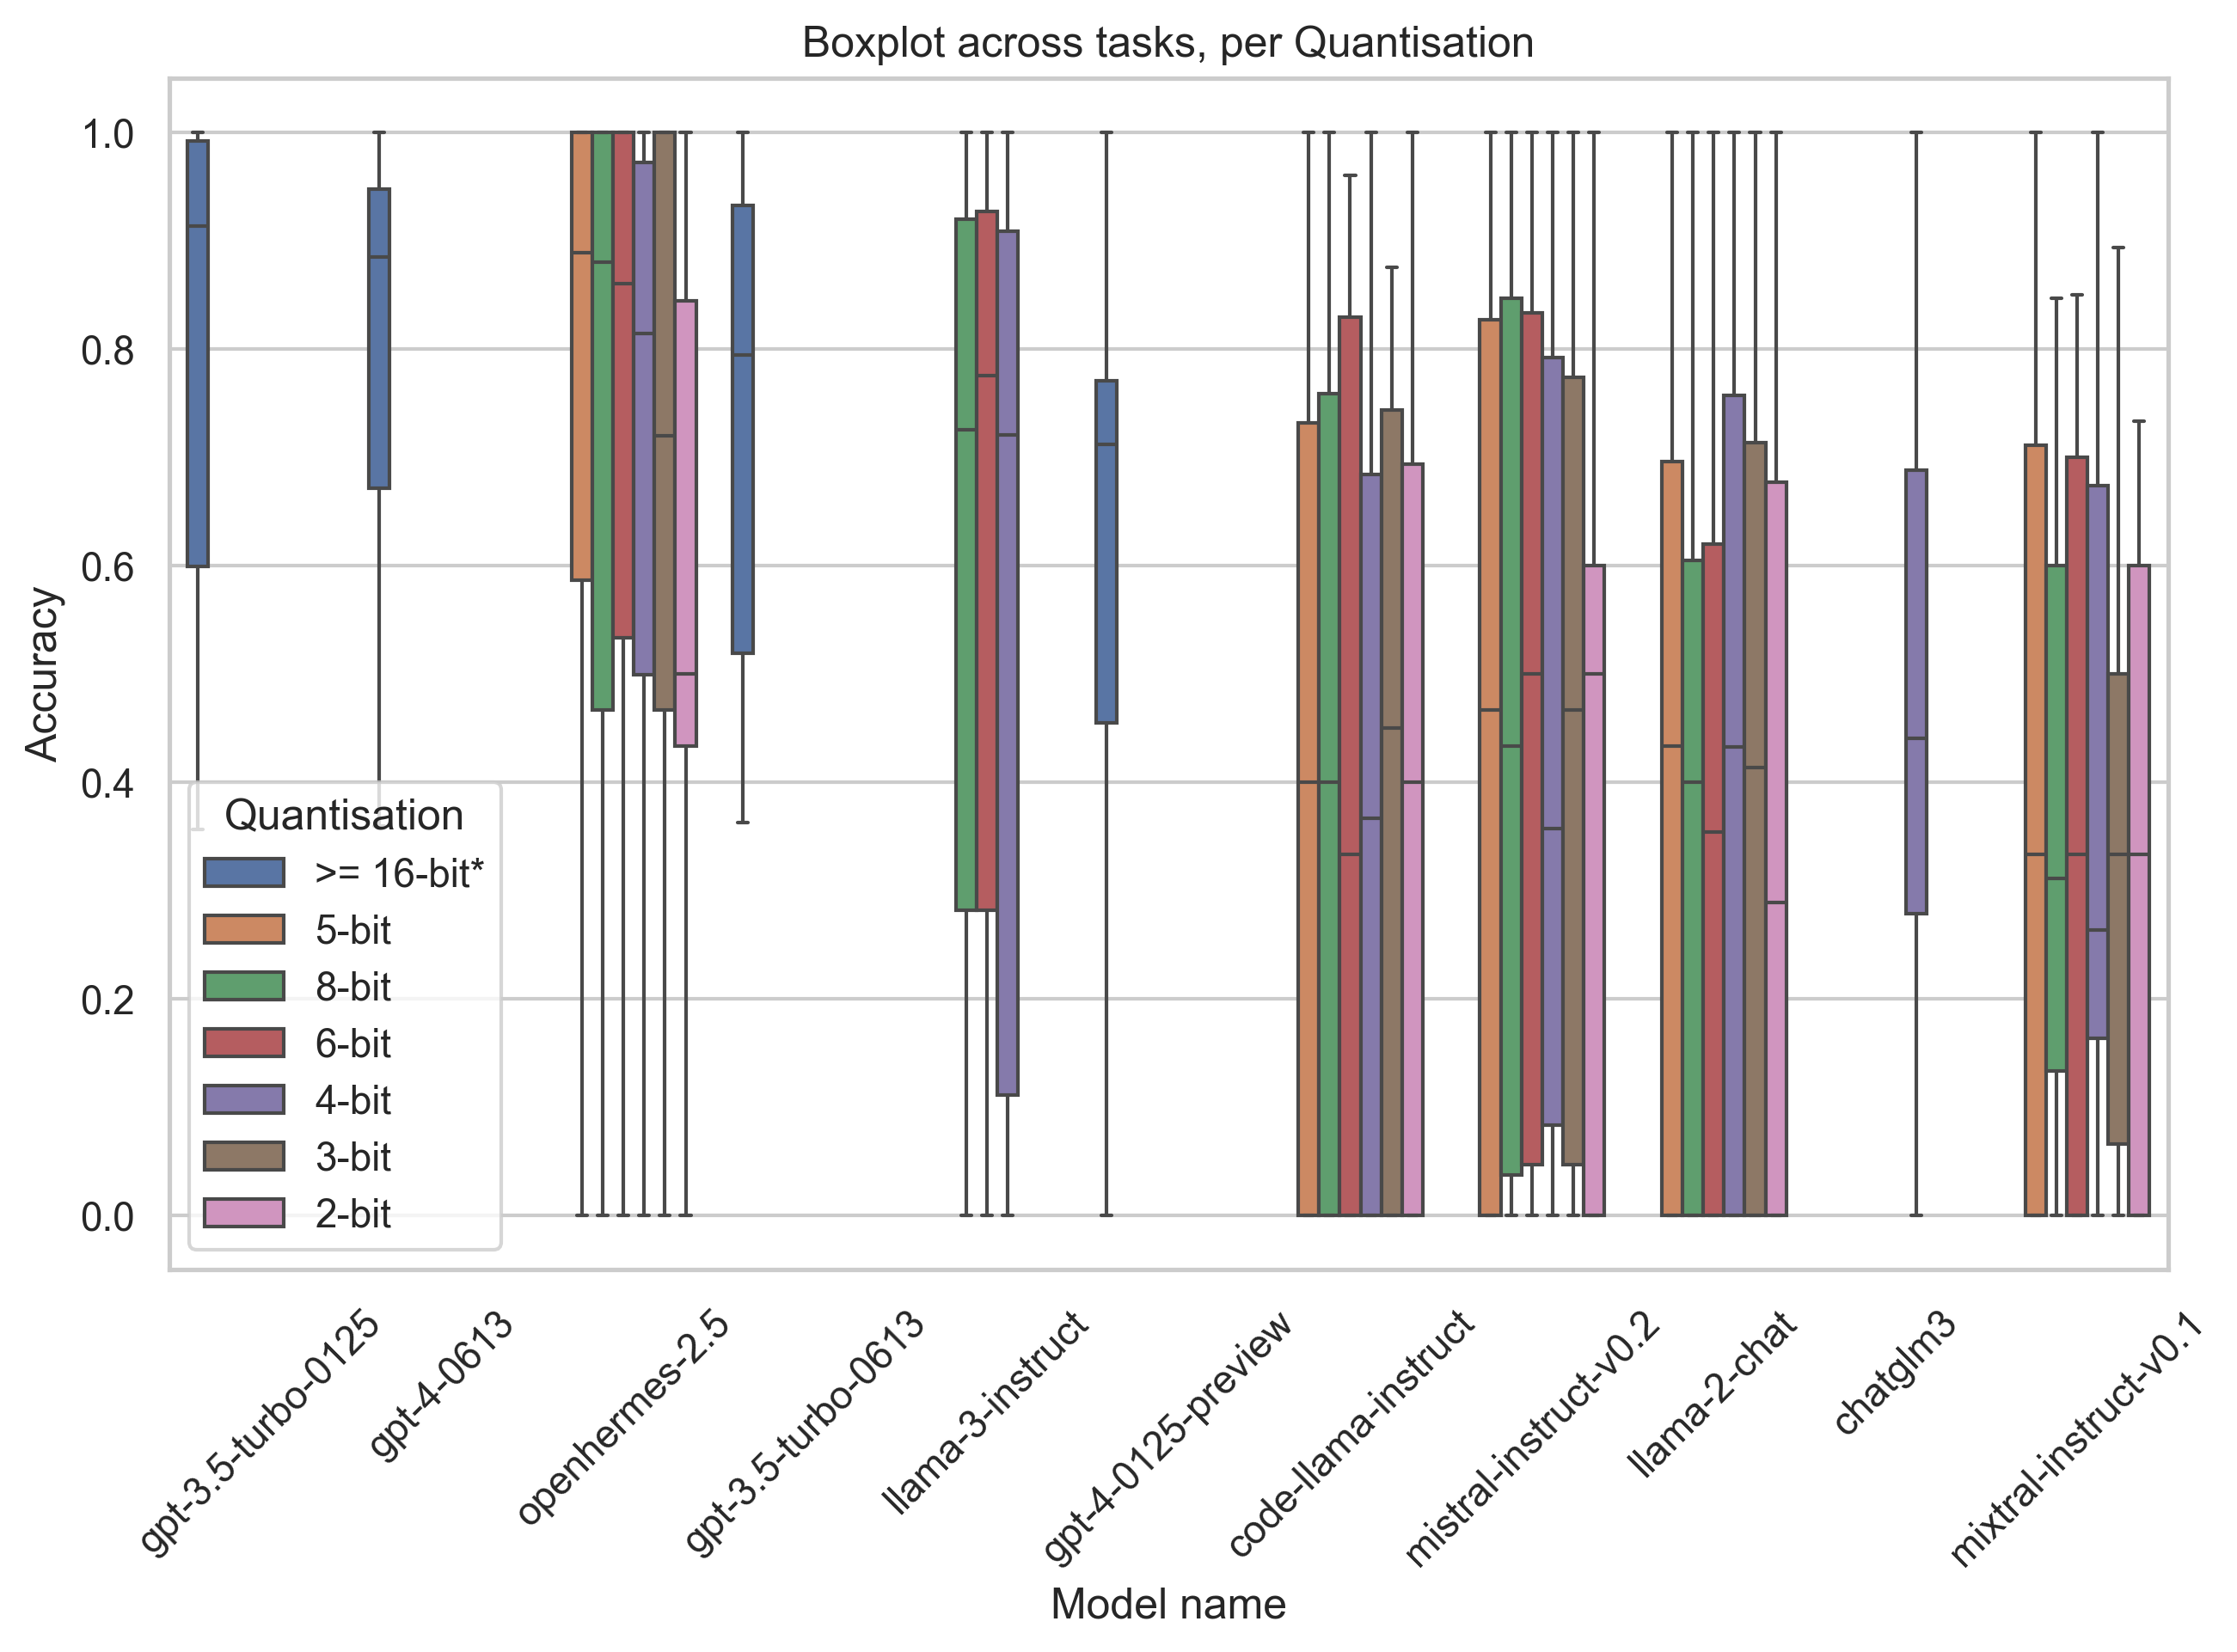 Boxplot across tasks, per Quantisation
Accuracy
1.0
0.8
0.6
0.4
0.2
0.0
Quantisation
>= 16-bit*
5-bit
8-bit
6-bit
4-bit
3-bit
2-bit
gpt-3.5-turbo-0125
gpt-4-0613
openhermes-2.5
gpt-3.5-turbo-0613
llama-3-instruct
gpt-4-0125-preview
code-llama-instruct
mistral-instruct-v0.2
llama-2-chat
chatglm3
mixtral-instruct-v0.1
Model name